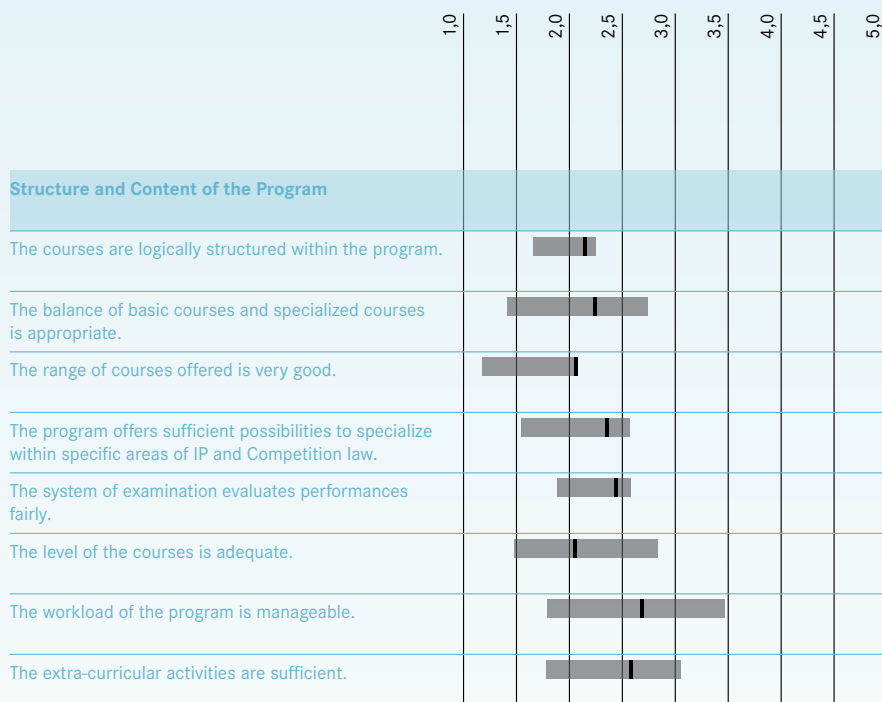 1,0
1,5
2,0
2,5
3,0
3,5
4,0
4,5
5,0
Structure and Content of the Program
The courses are logically structured within the program.
The balance of basic courses and specialized courses
is appropriate.
The range of courses offered is very good.
The program offers sufficient possibilities to specialize
within specific areas of IP and Competition law.
The system of examination evaluates performances
fairly.
The level of the courses is adequate.
The workload of the program is manageable.
The extra-curricular activities are sufficient.